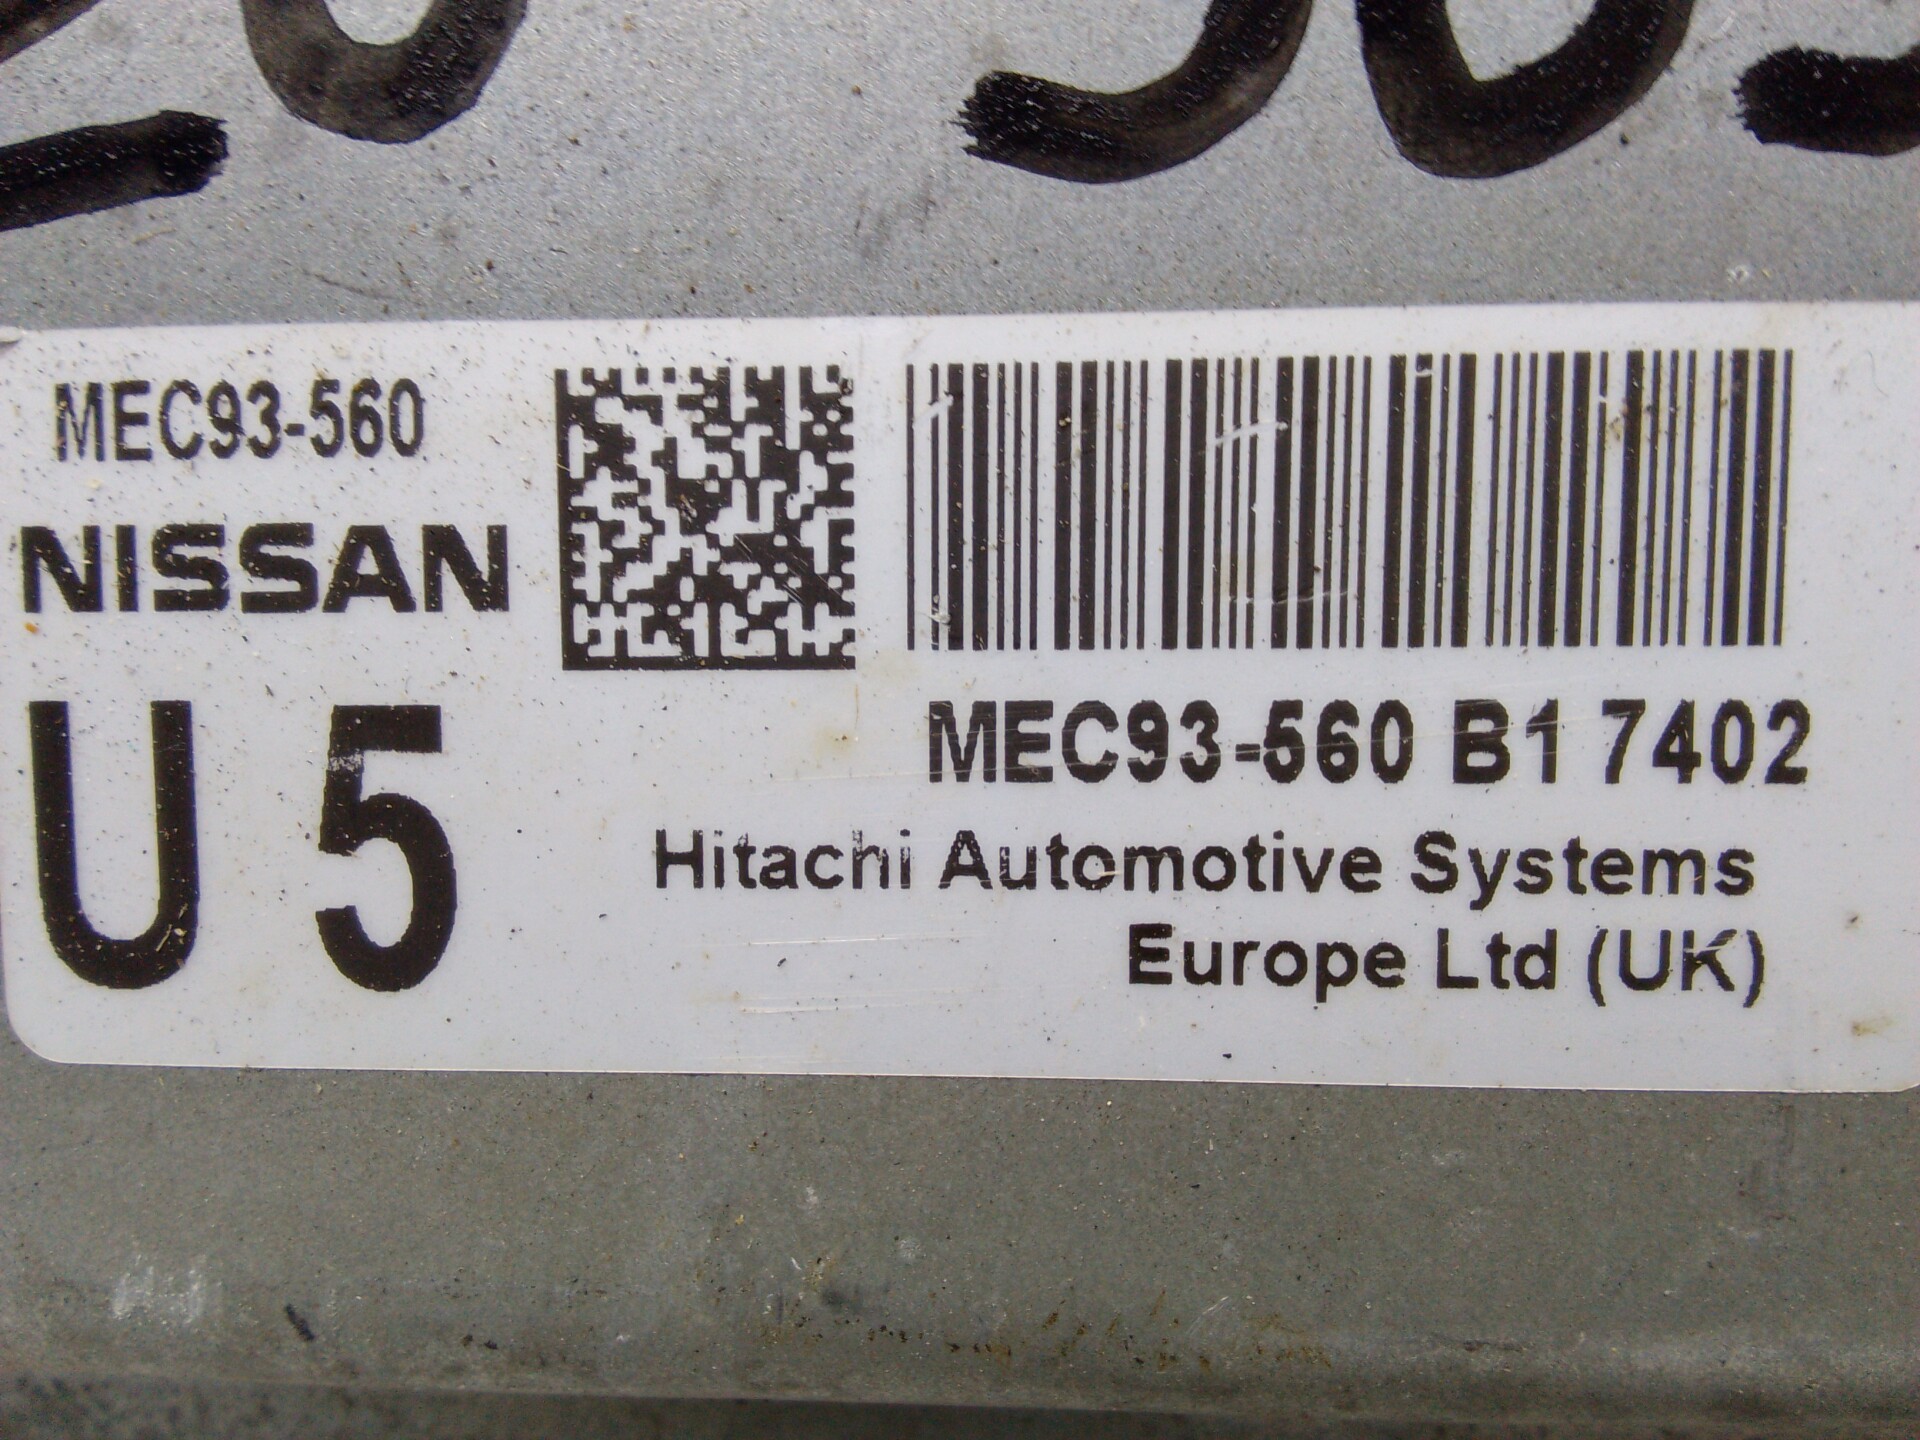 MEC93-560
NISSAN
U 5
MEC93-560 B1 7402
Hitachi Automotive Systems
Europe Ltd (UK)